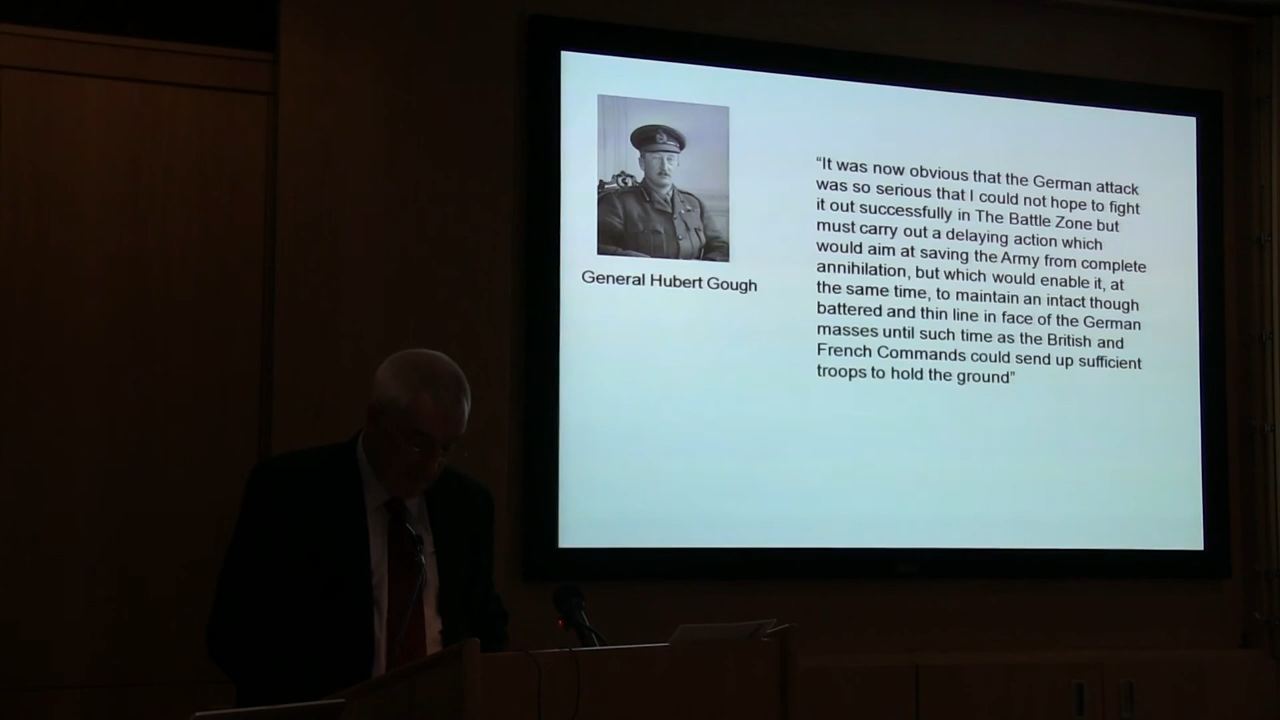 General Hubert Gough
“It was now obvious that the German attack
was so serious that I could not hope to fight
it out successfully in The Battle Zone but
must carry out a delaying action which
would aim at saving the Army from complete
annihilation, but which would enable it, at
the same time, to maintain an intact though
battered and thin line in face of the German
masses until such time as the British and
French Commands could send up sufficient
troops to hold the ground”